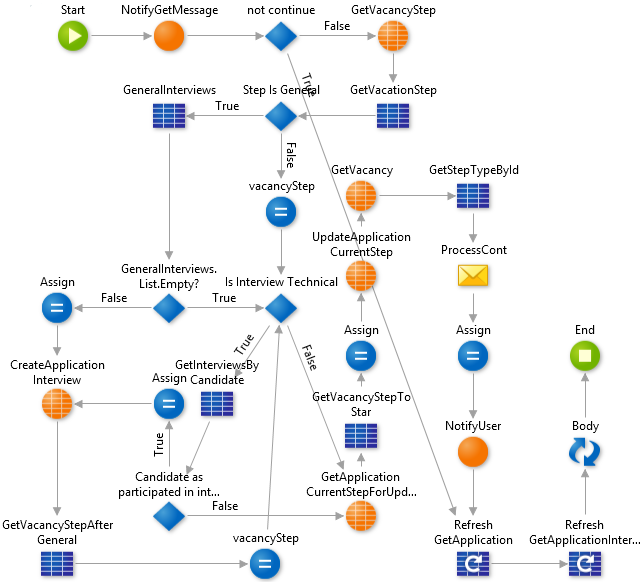 Start
NotifyGetMessage
not continue
False
GetVacancyStep
True
GeneralInterviews
True
Step Is General
GetVacationStep
False
vacancyStep
GetVacancy
GetStepTypeById
UpdateApplication
CurrentStep
ProcessCont
GeneralInterviews.
List.Empty?
Is Interview Technical
Assign
False
True
Assign
Assign
End
True
False
CreateApplication
Interview
Assign
GetInterviewsBy
Candidate
GetVacancyStepTo
Star
NotifyUser
Body
True
Candidate as
participated in int...
False
GetApplication
CurrentStepForUpd...
GetVacancyStepAfter
General
vacancyStep
Refresh
GetApplication
Refresh
GetApplicationInter...